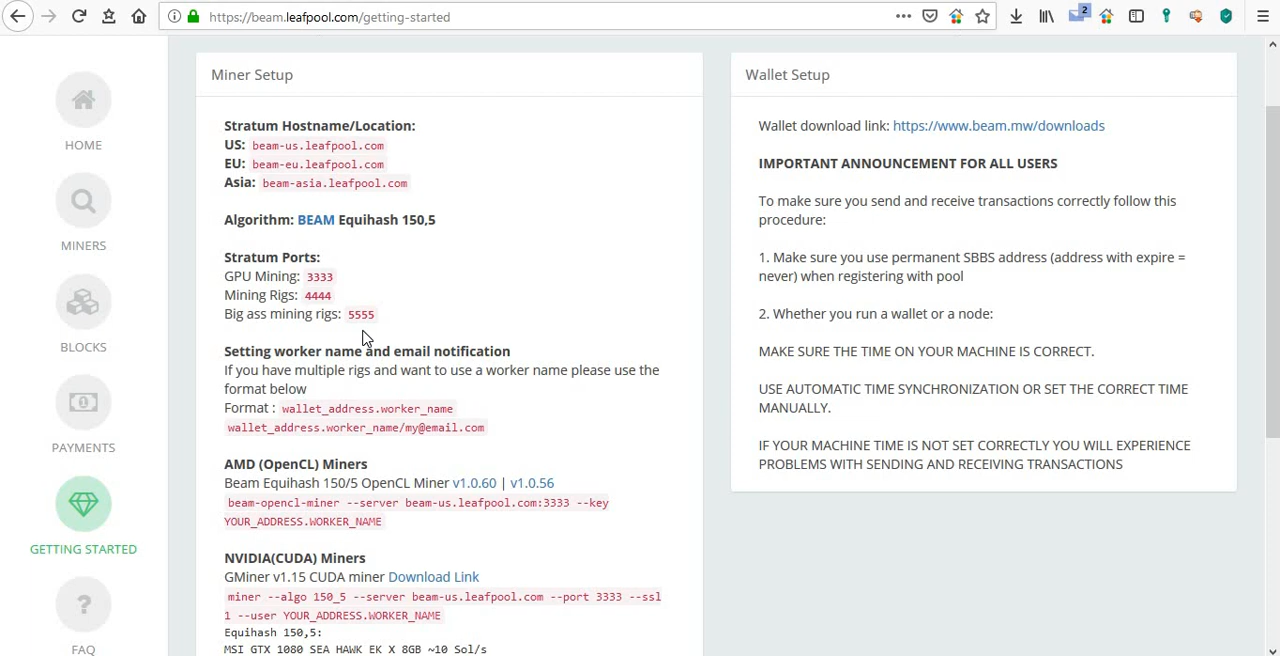 https://beam.leafpool.com/getting-started
2
HOME
MINERS
BLOCKS
PAYMENTS
GETTING STARTED
?
FAQ
Miner Setup
Stratum Hostname/Location:
US: beam-us.leafpool.com
EU: beam-eu.leafpool.com
Asia: beam-asia.leafpool.com
Algorithm: BEAM Equihash 150,5
Stratum Ports:
GPU Mining: 3333
Mining Rigs: 4444
Big ass mining rigs: 5555
Setting worker name and email notification
If you have multiple rigs and want to use a worker name please use the
format below
Format : wallet_address.worker_name
wallet_address.worker_name/my@email.com
AMD (OpenCL) Miners
Beam Equihash 150/5 OpenCL Miner v1.0.60 | v1.0.56
beam-opencl-miner --server beam-us.leafpool.com:3333 --key
YOUR_ADDRESS.WORKER_NAME
NVIDIA(CUDA) Miners
GMiner v1.15 CUDA miner Download Link
miner --algo 150_5 --server beam-us.leafpool.com --port 3333 --ssl
1 --user YOUR_ADDRESS.WORKER_NAME
Equihash 150,5:
MSI GTX 1080 SEA HAWK EK X 8GB ~10 Sol/s
Wallet Setup
Wallet download link: https://www.beam.mw/downloads
IMPORTANT ANNOUNCEMENT FOR ALL USERS
To make sure you send and receive transactions correctly follow this
procedure:
1. Make sure you use permanent SBBS address (address with expire =
never) when registering with pool
2. Whether you run a wallet or a node:
MAKE SURE THE TIME ON YOUR MACHINE IS CORRECT.
USE AUTOMATIC TIME SYNCHRONIZATION OR SET THE CORRECT TIME
MANUALLY.
IF YOUR MACHINE TIME IS NOT SET CORRECTLY YOU WILL EXPERIENCE
PROBLEMS WITH SENDING AND RECEIVING TRANSACTIONS